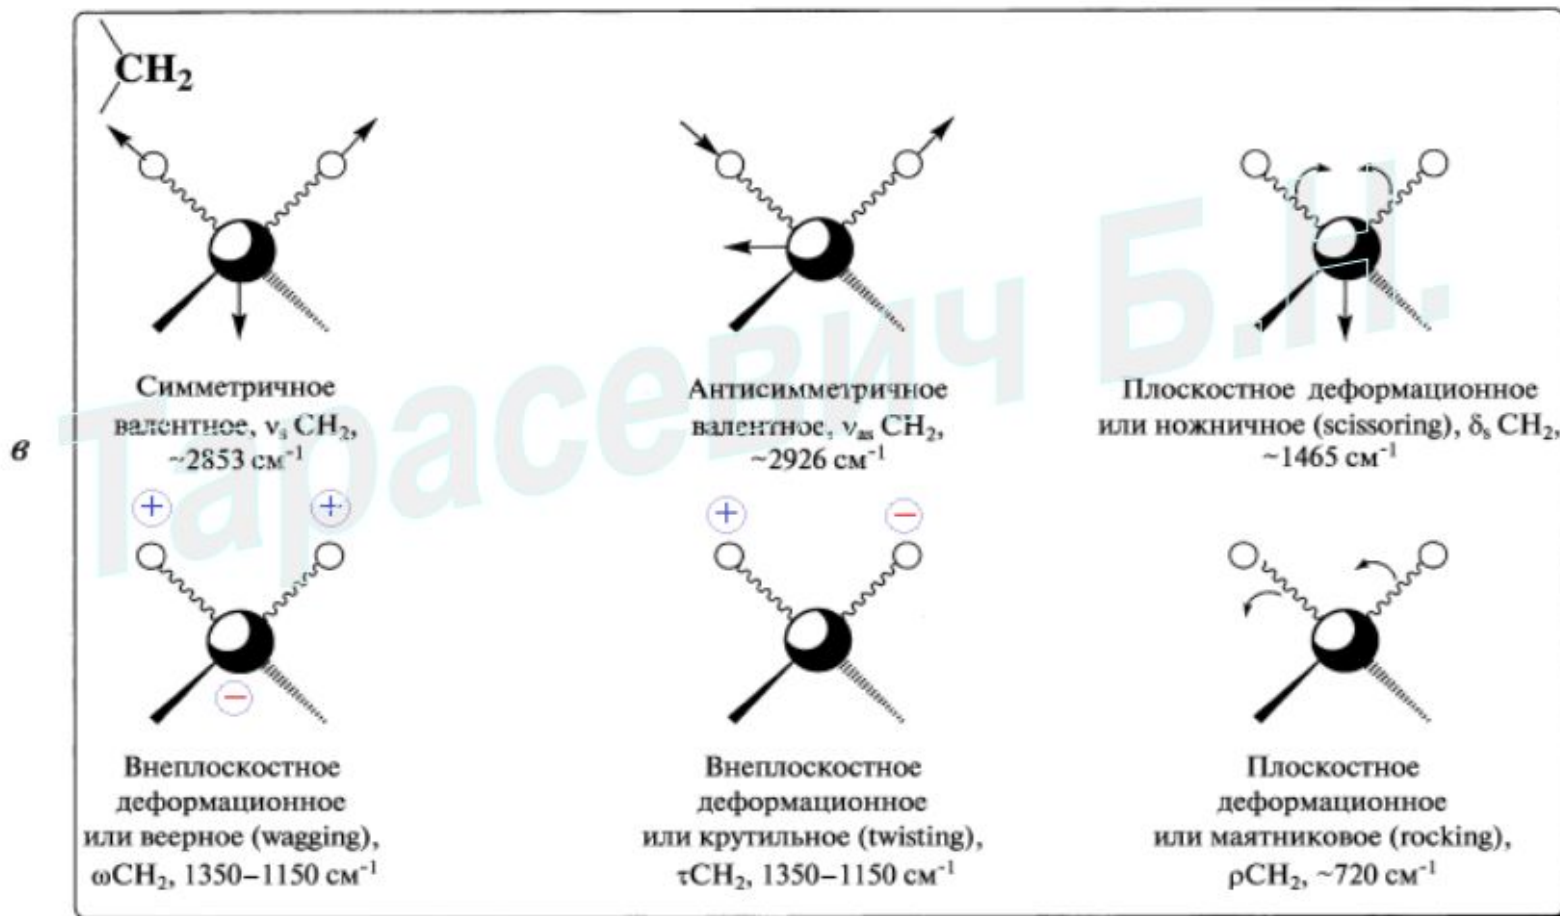 CH₂
Симметричное
валентное, νₛ CH₂,
~2853 см⁻¹
Антисимметричное
валентное, νₐₛ CH₂,
~2926 см⁻¹
Плоскостное деформационное
или ножничное (scissoring), δₛ CH₂,
~1465 см⁻¹
в
Тарасевич Б.Н.
+ +
−
Внеплоскостное
деформационное
или веерное (wagging),
ωCH₂, 1350–1150 см⁻¹
+ −
Внеплоскостное
деформационное
или крутильное (twisting),
τCH₂, 1350–1150 см⁻¹
Плоскостное
деформационное
или маятниковое (rocking),
ρCH₂, ~720 см⁻¹